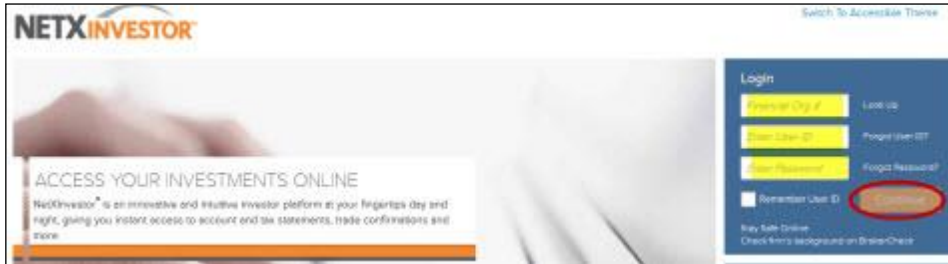 NETXINVESTOR
Switch To Accessible Theme
Login
Financial Org #
Look Up
Enter User ID
Forgot User ID?
Enter Password
Forgot Password?
Remember User ID
Continue
Stay Safe Online
Check firm's background on BrokerCheck
ACCESS YOUR INVESTMENTS ONLINE
NetXInvestor® is an innovative and intuitive investor platform at your fingertips day and
night, giving you instant access to account and tax statements, trade confirmations and
more.